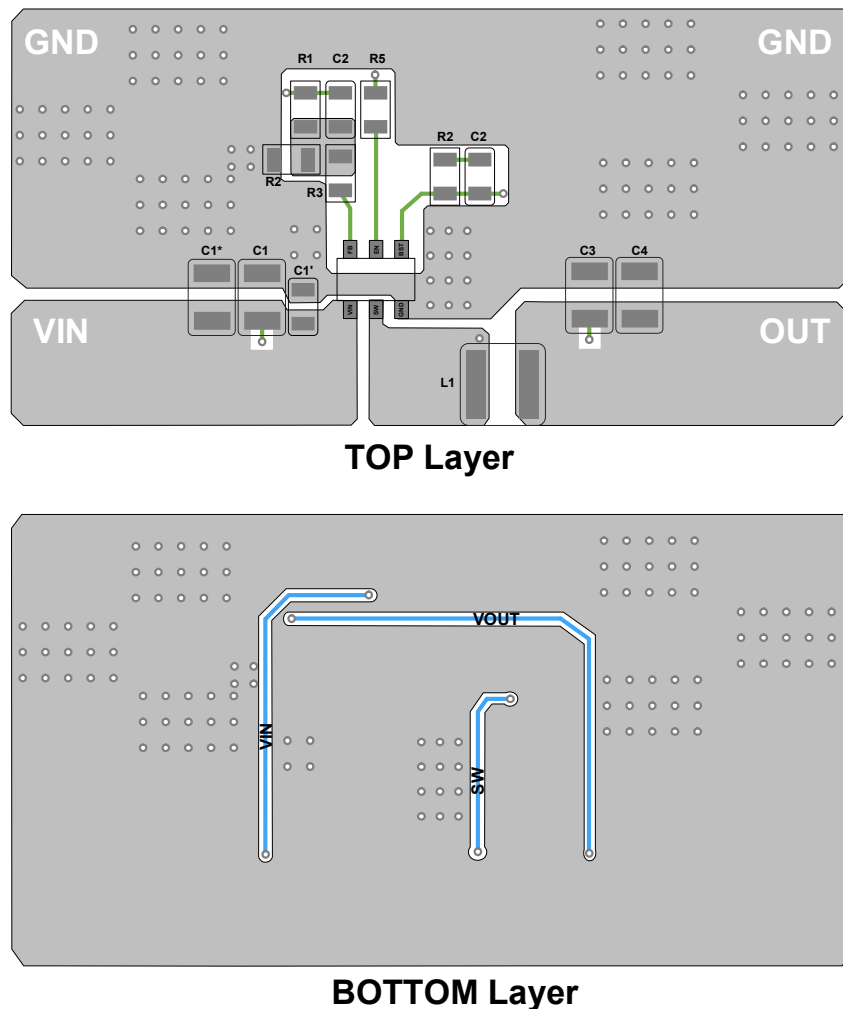 GND
GND
R1
C2
R5
R2
C2
R2
R3
FB
EN
BST
C1*
C1
C1'
C3
C4
VIN
SW
GND
VIN
OUT
L1
TOP Layer
VOUT
VIN
SW
BOTTOM Layer